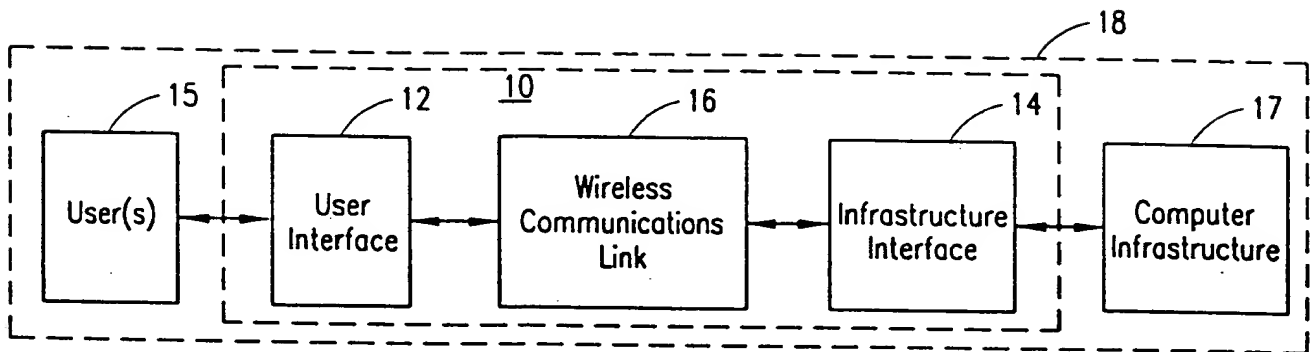 18
10
15
12
16
14
17
User(s)
User
Interface
Wireless
Communications
Link
Infrastructure
Interface
Computer
Infrastructure